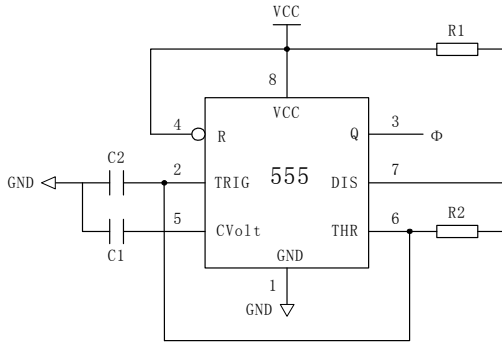 VCC
R1
8
VCC
4
R
Q
3
Φ
C2
2
7
GND
TRIG
555
DIS
5
6
R2
CVolt
THR
C1
GND
1
GND